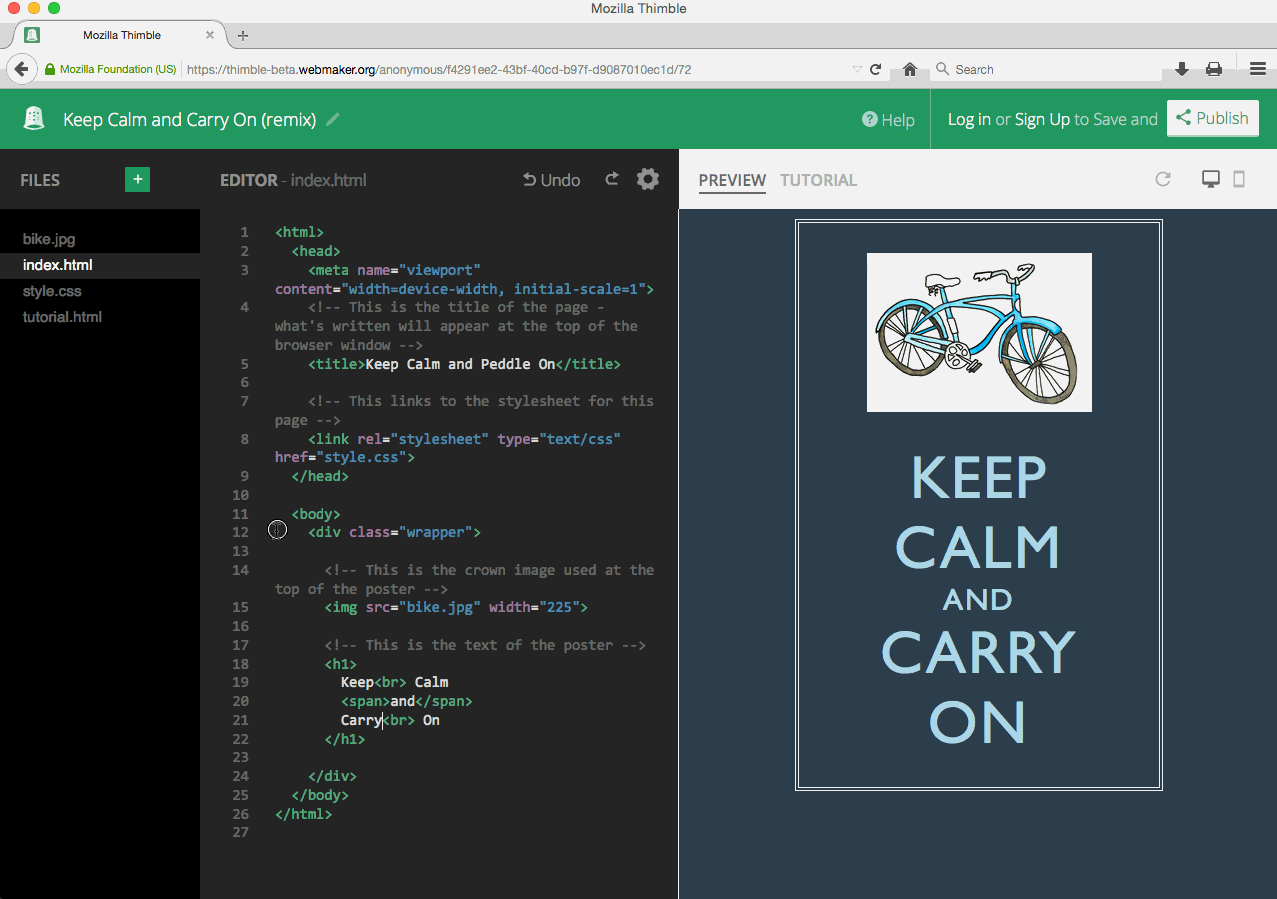 Mozilla Thimble
Mozilla Thimble
Mozilla Foundation (US) https://thimble-beta.webmaker.org/anonymous/f4291ee2-43bf-40cd-b97f-d9087010ec1d/72 Search
Keep Calm and Carry On (remix) ? Help Log in or Sign Up to Save and Publish
FILES + EDITOR - index.html Undo PREVIEW TUTORIAL
bike.jpg
index.html
style.css
tutorial.html
1 <html>
2 <head>
3 <meta name="viewport"
content="width=device-width, initial-scale=1">
4 <!-- This is the title of the page -
what's written will appear at the top of the
browser window -->
5 <title>Keep Calm and Peddle On</title>
6
7 <!-- This links to the stylesheet for this
page -->
8 <link rel="stylesheet" type="text/css"
href="style.css">
9 </head>
10
11 <body>
12 <div class="wrapper">
13
14 <!-- This is the crown image used at the
top of the poster -->
15 <img src="bike.jpg" width="225">
16
17 <!-- This is the text of the poster -->
18 <h1>
19 Keep<br> Calm
20 <span>and</span>
21 Carry<br> On
22 </h1>
23
24 </div>
25 </body>
26 </html>
27
KEEP
CALM
AND
CARRY
ON